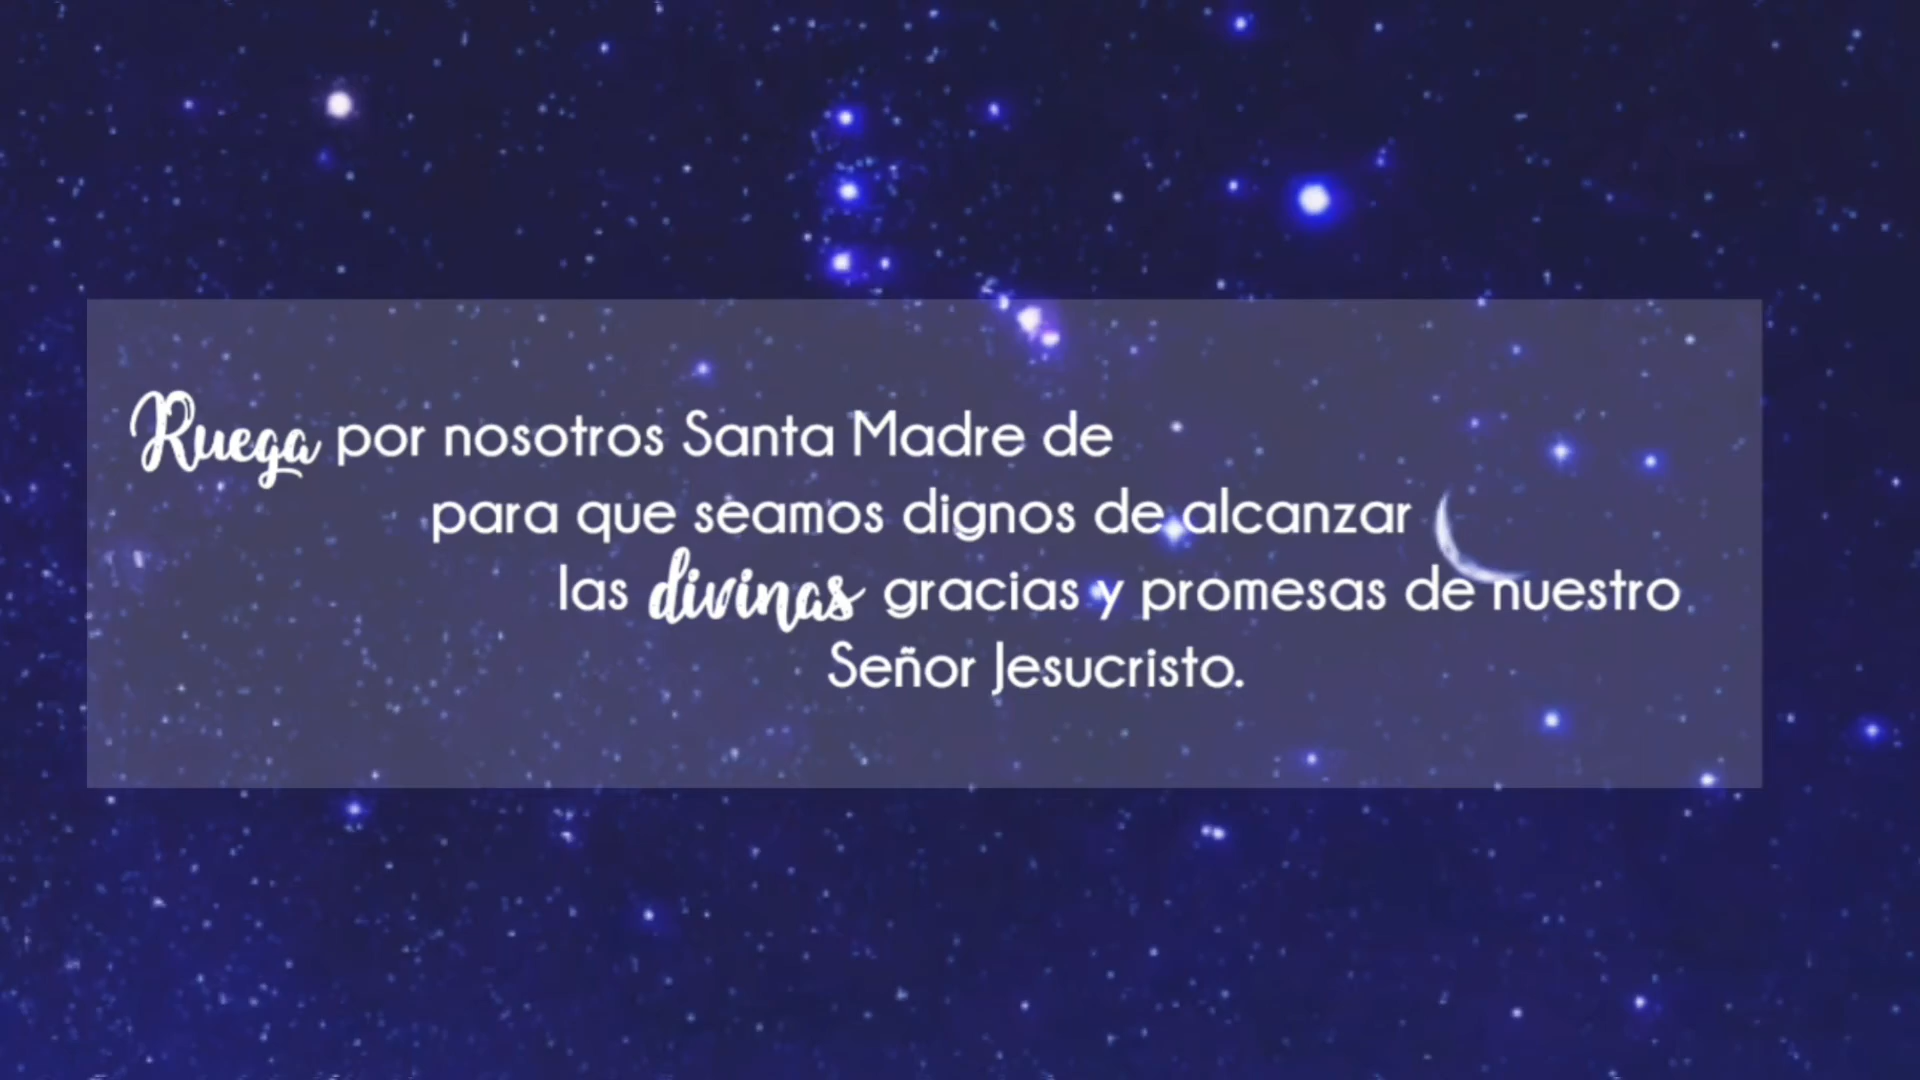 Ruega por nosotros Santa Madre de
para que seamos dignos de alcanzar
las divinas gracias y promesas de nuestro
Señor Jesucristo.